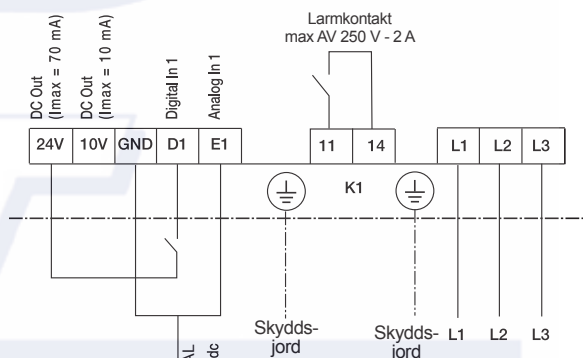 Larmkontakt
max AV 250 V - 2 A
DC Out
(Imax = 70 mA)
DC Out
(Imax = 10 mA)
Digital In 1
Analog In 1
24V 10V GND D1 E1 11 14 L1 L2 L3
K1
Skydds-
jord
Skydds-
jord
L1 L2 L3